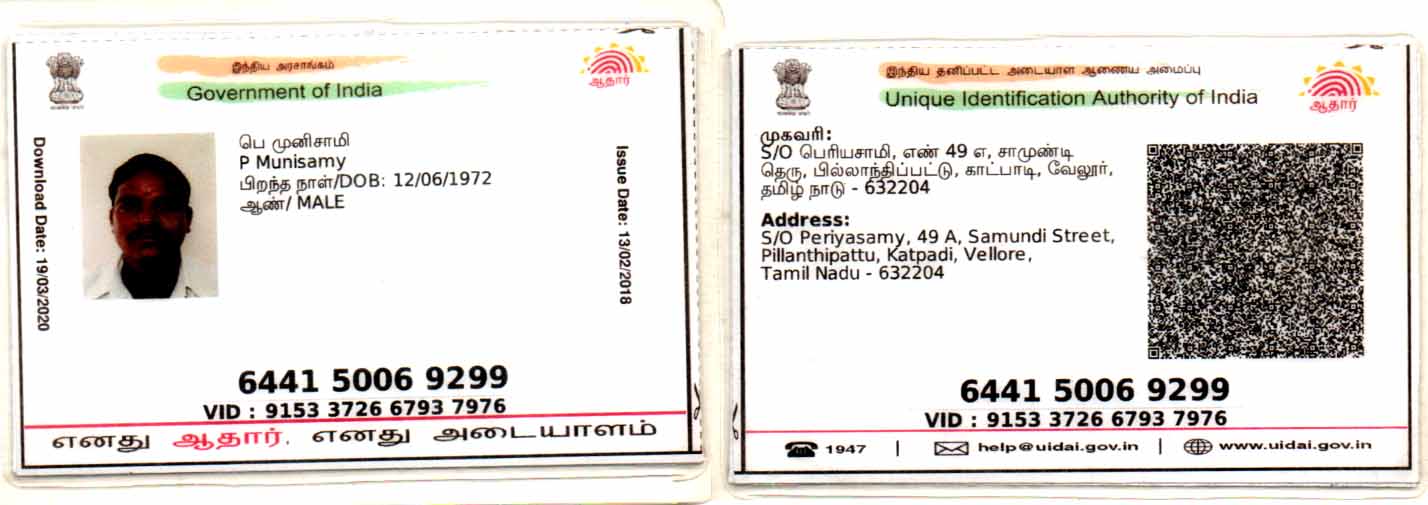 இந்திய அரசாங்கம்
Government of India
ஆதார்
Download Date: 19/03/2020
பெ முனிசாமி
P Munisamy
பிறந்த நாள்/DOB: 12/06/1972
ஆண்/ MALE
Issue Date: 13/02/2018
6441 5006 9299
VID : 9153 3726 6793 7976
எனது ஆதார், எனது அடையாளம்
இந்திய தனிப்பட்ட அடையாள ஆணைய அமைப்பு
Unique Identification Authority of India
ஆதார்
முகவரி:
S/O பெரியசாமி, எண் 49 எ, சாமுண்டி
தெரு, பில்லாந்திப்பட்டு, காட்பாடி, வேலூர்,
தமிழ் நாடு - 632204
Address:
S/O Periyasamy, 49 A, Samundi Street,
Pillanthipattu, Katpadi, Vellore,
Tamil Nadu - 632204
6441 5006 9299
VID : 9153 3726 6793 7976
1947 | help@uidai.gov.in | www.uidai.gov.in